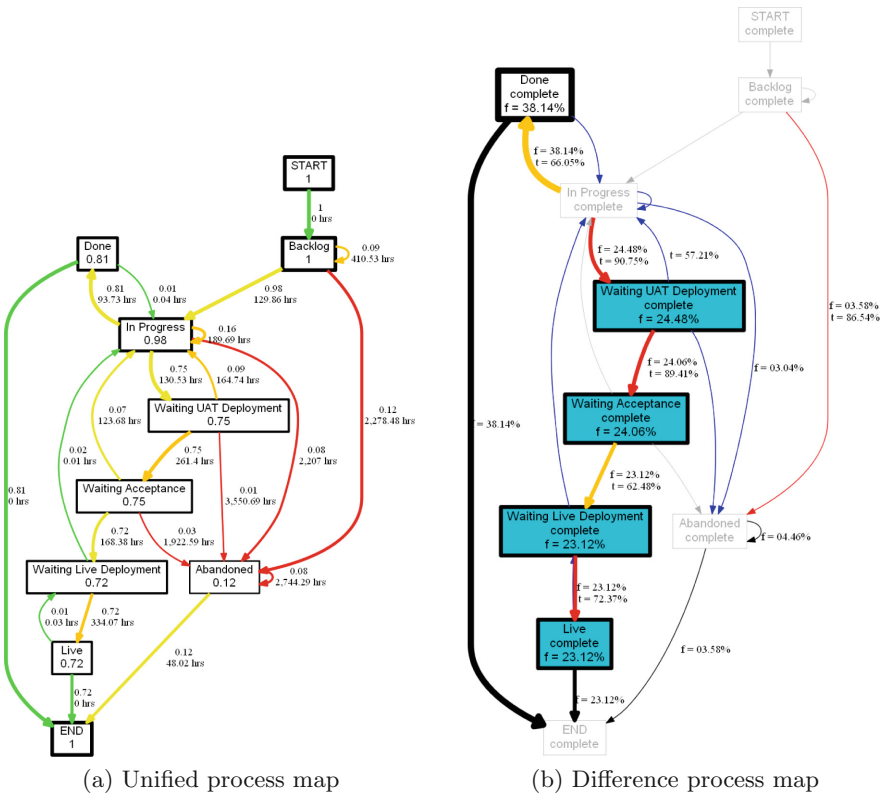 START
1
1
0 hrs
Done
0.81
Backlog
1
0.09
410.53 hrs
0.81
93.73 hrs
0.01
0.04 hrs
0.98
129.86 hrs
In Progress
0.98
0.16
189.69 hrs
0.75
130.53 hrs
0.09
164.74 hrs
0.07
123.68 hrs
Waiting UAT Deployment
0.75
0.12
2,278.48 hrs
0.02
0.01 hrs
0.75
261.4 hrs
0.08
2,207 hrs
0.01
3,550.69 hrs
Waiting Acceptance
0.75
0.81
0 hrs
0.72
168.38 hrs
0.03
1,922.59 hrs
Waiting Live Deployment
0.72
Abandoned
0.12
0.08
2,744.29 hrs
0.01
0.03 hrs
0.72
334.07 hrs
Live
0.72
0.12
48.02 hrs
0.72
0 hrs
END
1
(a) Unified process map
START
complete
Done
complete
f = 38.14%
Backlog
complete
f = 38.14%
t = 66.05%
In Progress
complete
f = 24.48%
t = 90.75%
t = 57.21%
Waiting UAT Deployment
complete
f = 24.48%
f = 03.58%
t = 86.54%
f = 24.06%
t = 89.41%
f = 03.04%
Waiting Acceptance
complete
f = 24.06%
f = 38.14%
f = 23.12%
t = 62.48%
Waiting Live Deployment
complete
f = 23.12%
Abandoned
complete
f = 04.46%
f = 23.12%
t = 72.37%
Live
complete
f = 23.12%
f = 03.58%
f = 23.12%
END
complete
(b) Difference process map